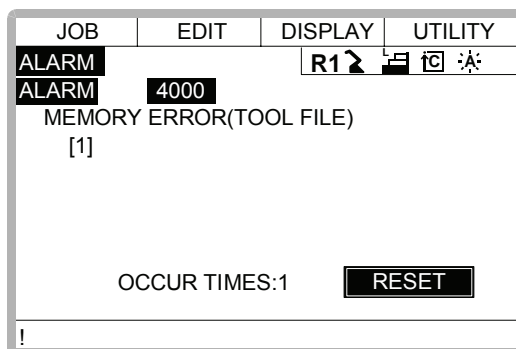 JOB EDIT DISPLAY UTILITY
ALARM R1 L C A
ALARM 4000
MEMORY ERROR(TOOL FILE)
[1]
OCCUR TIMES:1 RESET
!